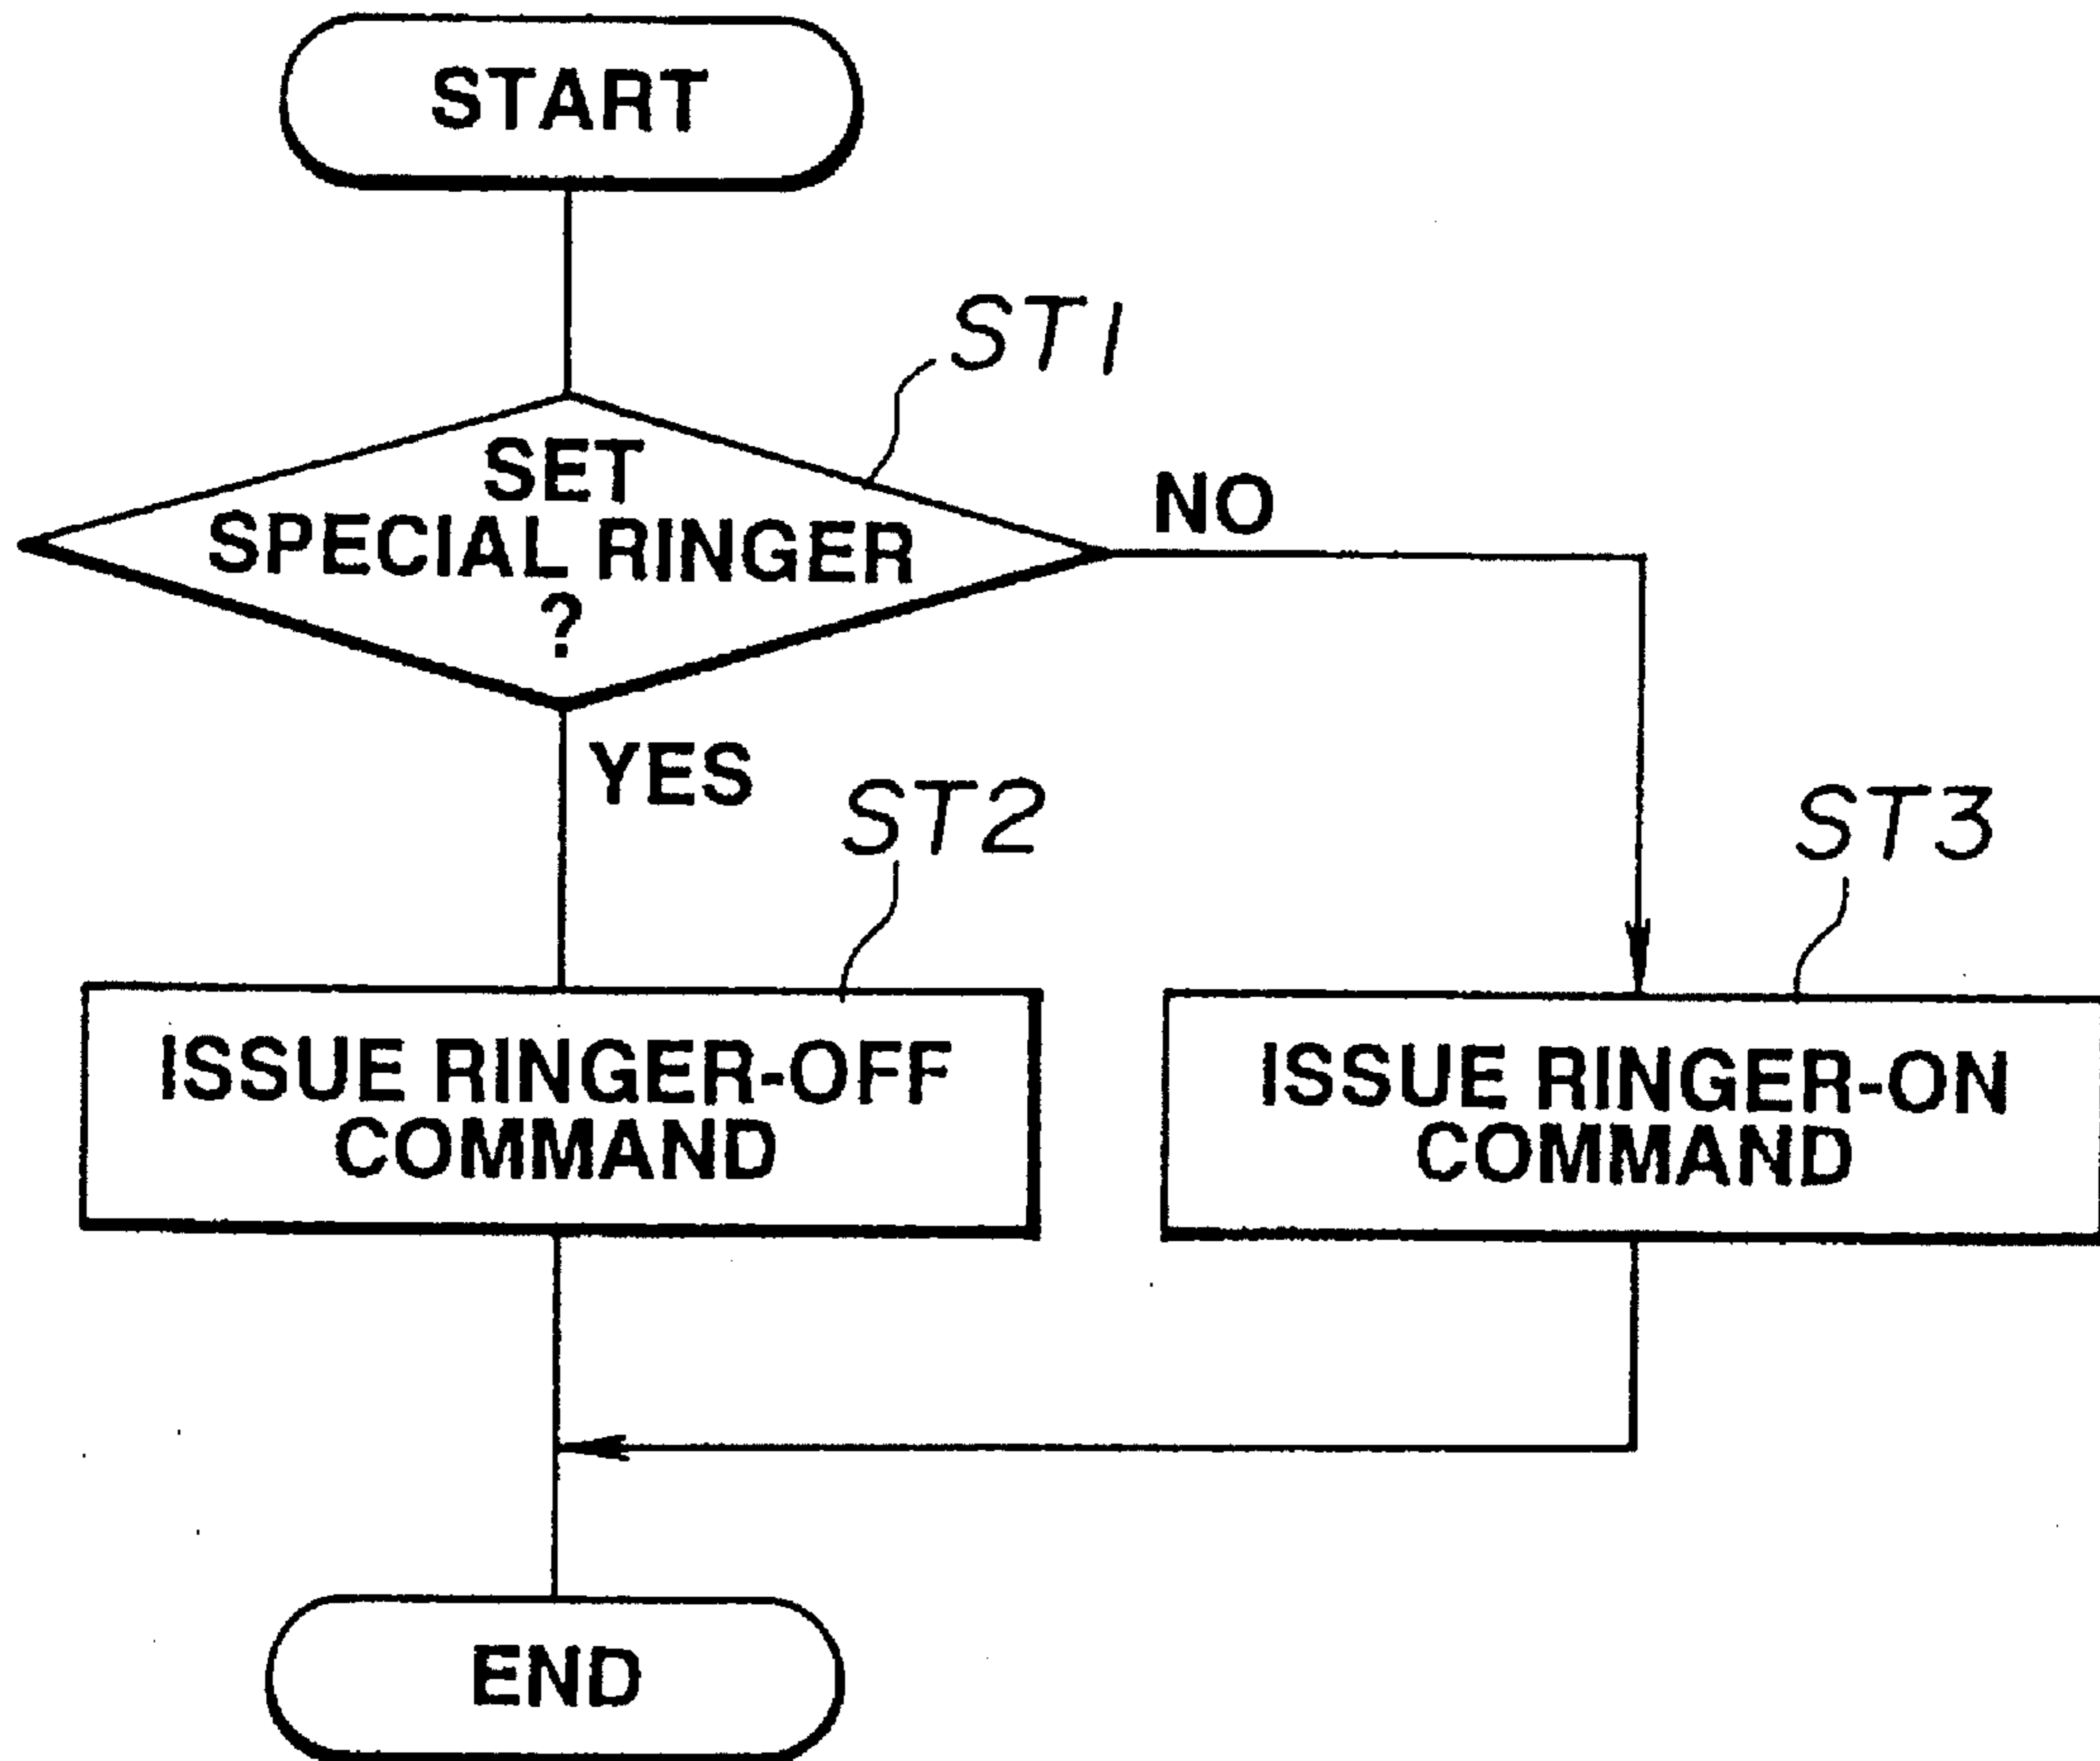 START
ST1
SET
SPECIAL RINGER
?
NO
YES
ST2
ST3
ISSUE RINGER-OFF
COMMAND
ISSUE RINGER-ON
COMMAND
END